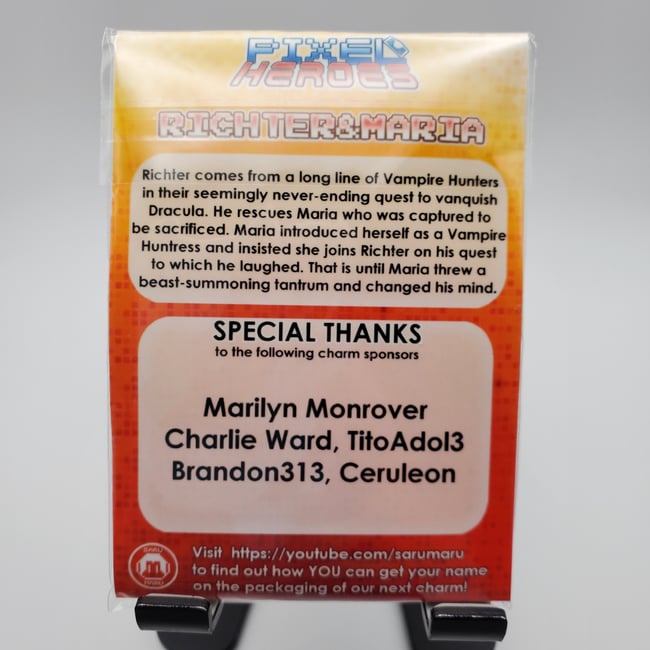 PIXEL
HEROES
RICHTER&MARIA
Richter comes from a long line of Vampire Hunters
in their seemingly never-ending quest to vanquish
Dracula. He rescues Maria who was captured to
be sacrificed. Maria introduced herself as a Vampire
Huntress and insisted she joins Richter on his quest
to which he laughed. That is until Maria threw a
beast-summoning tantrum and changed his mind.
SPECIAL THANKS
to the following charm sponsors
Marilyn Monrover
Charlie Ward, TitoAdol3
Brandon313, Ceruleon
SARU
MARU
Visit https://youtube.com/sarumaru
to find out how YOU can get your name
on the packaging of our next charm!